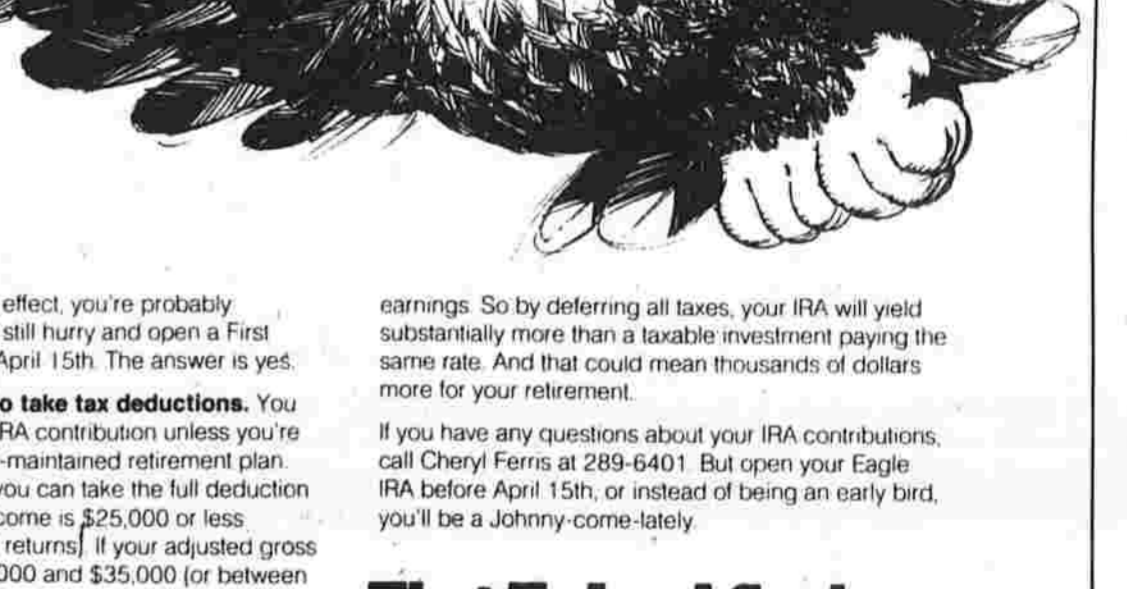 effect, you're probably
still hurry and open a First
April 15th. The answer is yes.
o take tax deductions. You
RA contribution unless you're
-maintained retirement plan.
you can take the full deduction
come is $25,000 or less
returns). If your adjusted gross
000 and $35,000 (or between
earnings. So by deferring all taxes, your IRA will yield
substantially more than a taxable investment paying the
same rate. And that could mean thousands of dollars
more for your retirement.
If you have any questions about your IRA contributions,
call Cheryl Ferris at 289-6401. But open your Eagle
IRA before April 15th, or instead of being an early bird,
you'll be a Johnny-come-lately.